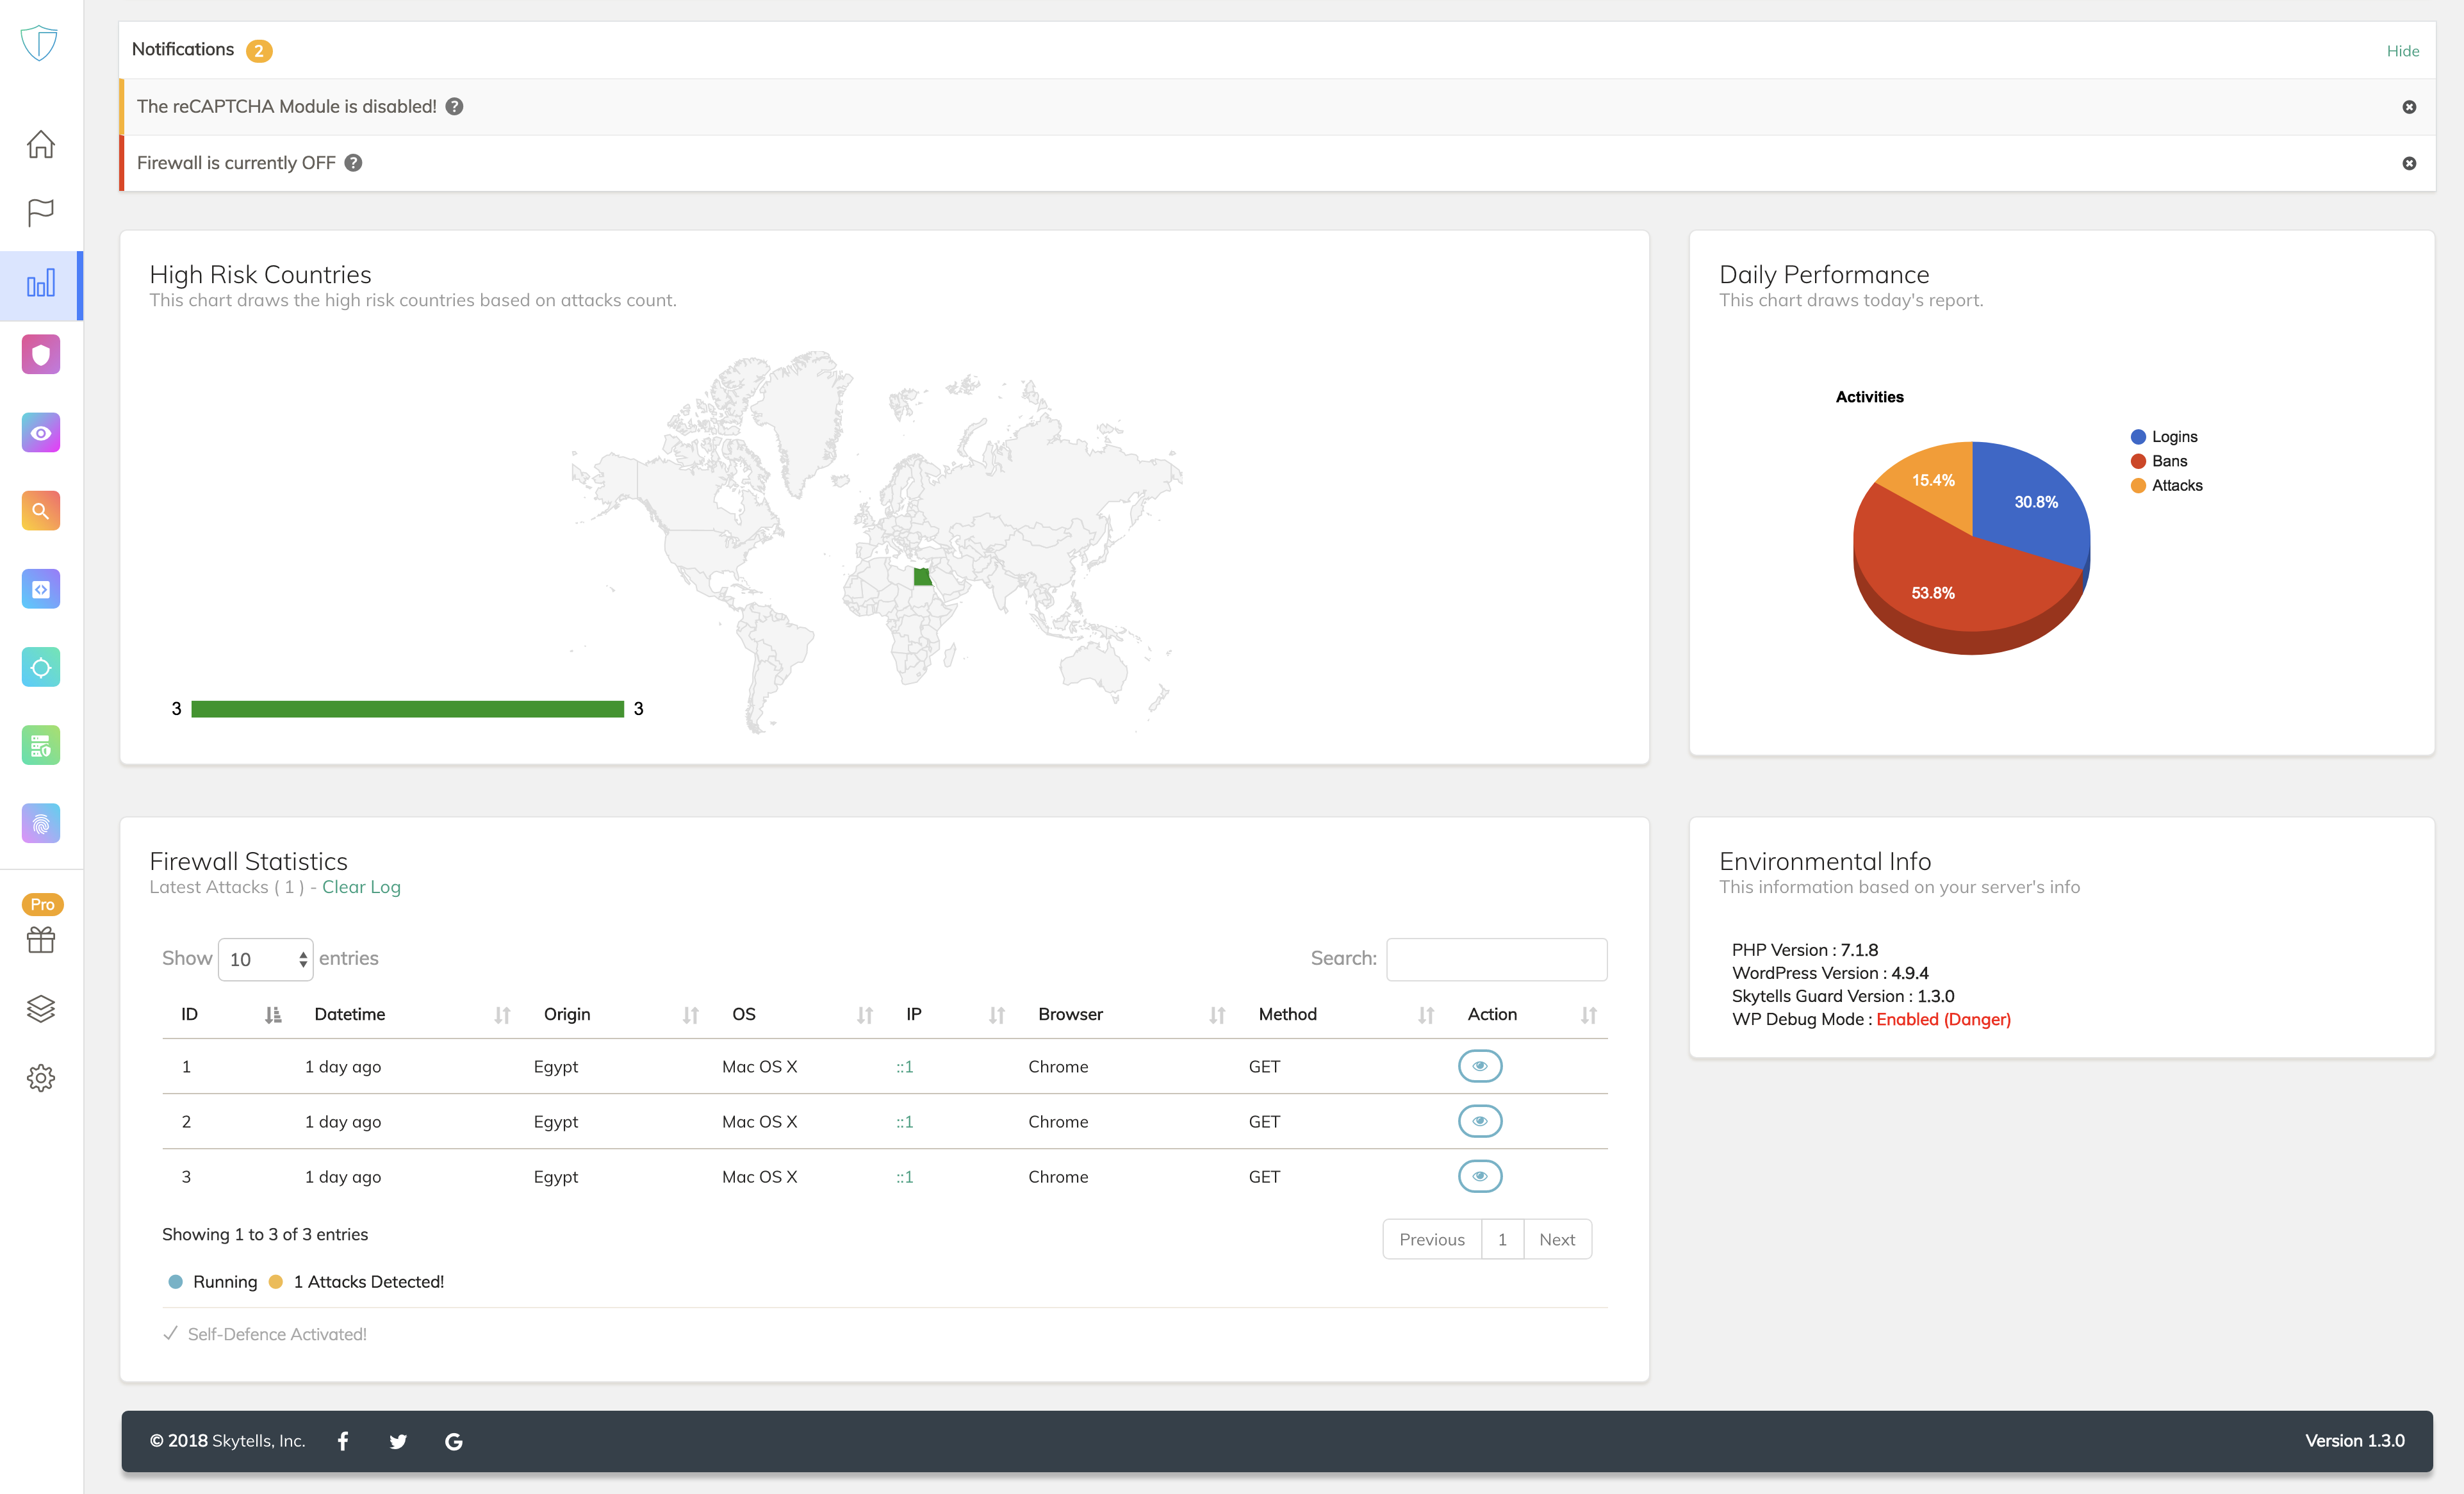 Notifications 2
Hide
The reCAPTCHA Module is disabled! ?
Firewall is currently OFF ?
High Risk Countries
This chart draws the high risk countries based on attacks count.
3 3
Daily Performance
This chart draws today's report.
Activities
Logins
Bans
Attacks
15.4%
30.8%
53.8%
Pro
Firewall Statistics
Latest Attacks ( 1 ) - Clear Log
Show 10 entries
Search:
ID Datetime Origin OS IP Browser Method Action
1 1 day ago Egypt Mac OS X ::1 Chrome GET
2 1 day ago Egypt Mac OS X ::1 Chrome GET
3 1 day ago Egypt Mac OS X ::1 Chrome GET
Showing 1 to 3 of 3 entries
Previous 1 Next
Running 1 Attacks Detected!
Self-Defence Activated!
Environmental Info
This information based on your server's info
PHP Version : 7.1.8
WordPress Version : 4.9.4
Skytells Guard Version : 1.3.0
WP Debug Mode : Enabled (Danger)
© 2018 Skytells, Inc.
Version 1.3.0